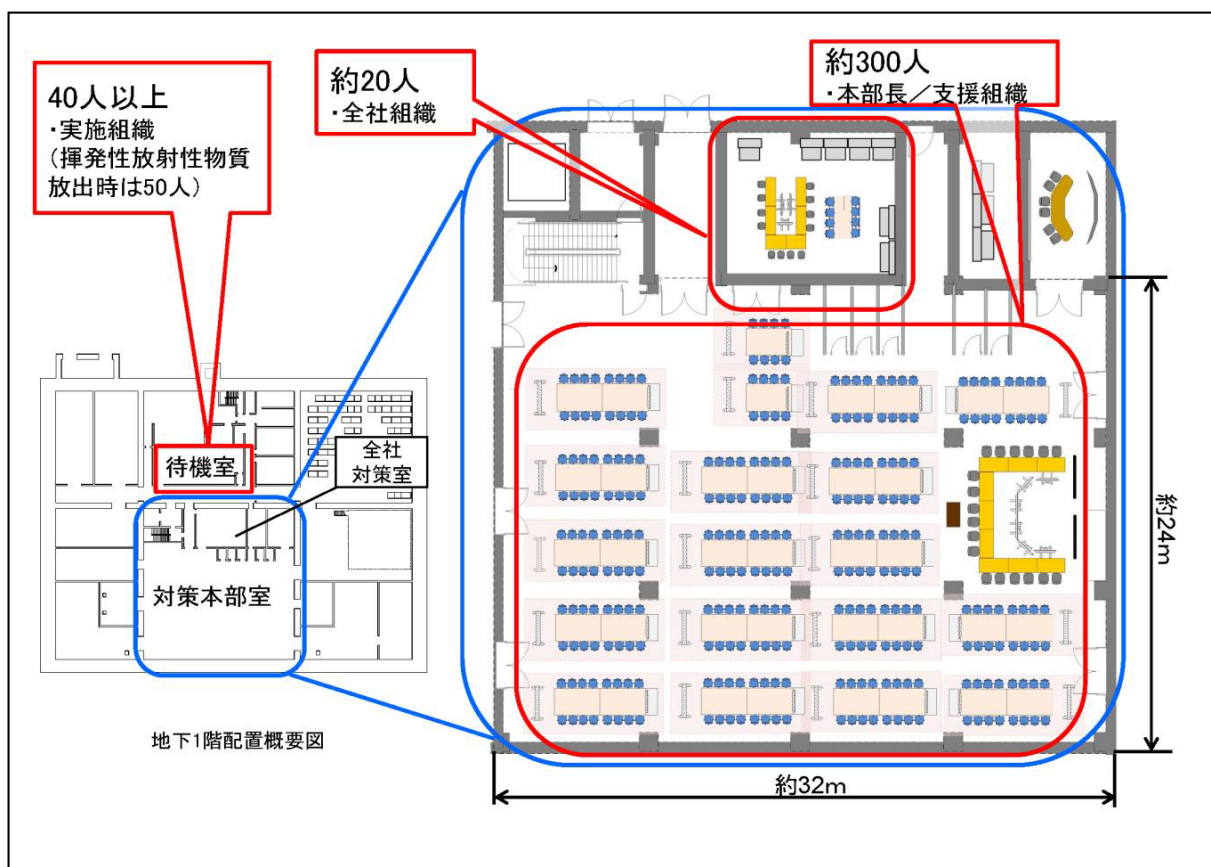 40人以上
・実施組織
（揮発性放射性物質
放出時は50人）
約20人
・全社組織
約300人
・本部長／支援組織
待機室
全社
対策室
対策本部室
地下1階配置概要図
約24m
約32m